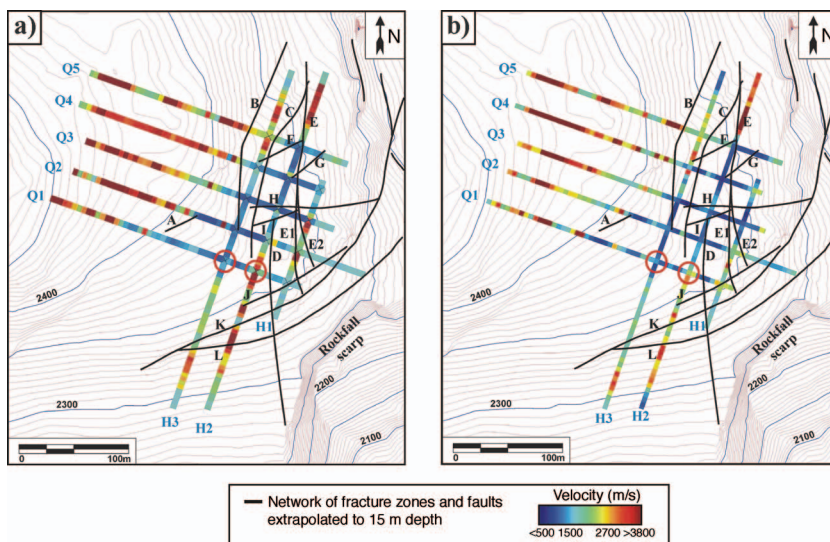 a)
N
Q5
Q4
Q3
Q2
Q1
B
C
E
F
G
H
A
I
E1
E2
D
J
K
H1
L
H3
H2
2400
2300
2200
2100
Rockfall
scarp
0 100m
b)
N
Q5
Q4
Q3
Q2
Q1
B
C
E
F
G
H
A
I
E1
E2
D
J
K
H1
L
H3
H2
2400
2300
2200
2100
Rockfall
scarp
0 100m
Network of fracture zones and faults
extrapolated to 15 m depth
Velocity (m/s)
<500 1500 2700 >3800